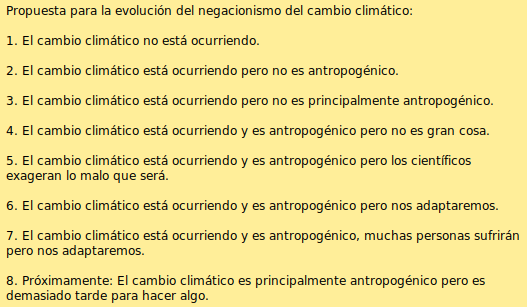 Propuesta para la evolución del negacionismo del cambio climático:
1. El cambio climático no está ocurriendo.
2. El cambio climático está ocurriendo pero no es antropogénico.
3. El cambio climático está ocurriendo pero no es principalmente antropogénico.
4. El cambio climático está ocurriendo y es antropogénico pero no es gran cosa.
5. El cambio climático está ocurriendo y es antropogénico pero los científicos
exageran lo malo que será.
6. El cambio climático está ocurriendo y es antropogénico pero nos adaptaremos.
7. El cambio climático está ocurriendo y es antropogénico, muchas personas sufrirán
pero nos adaptaremos.
8. Próximamente: El cambio climático es principalmente antropogénico pero es
demasiado tarde para hacer algo.